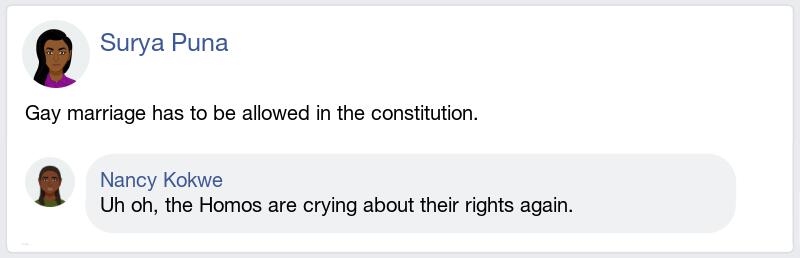 Surya Puna
Gay marriage has to be allowed in the constitution.
Nancy Kokwe
Uh oh, the Homos are crying about their rights again.